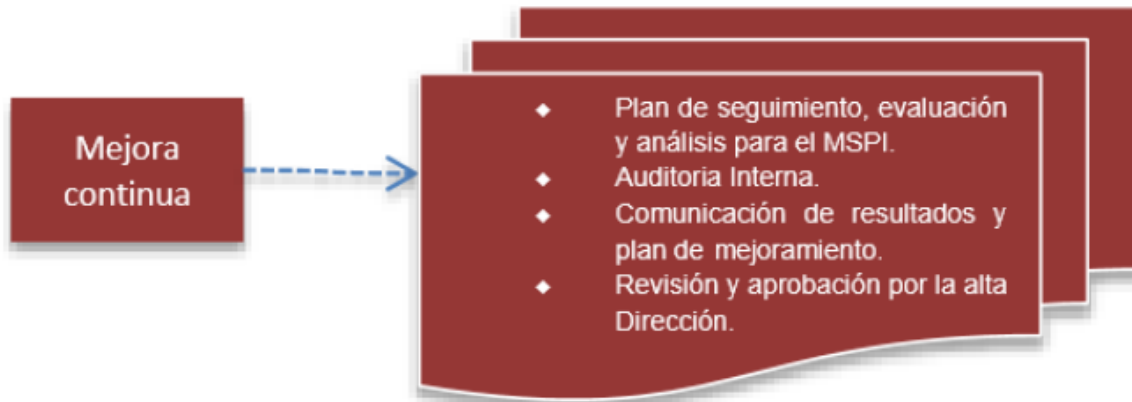 Mejora
continua
◆ Plan de seguimiento, evaluación
y análisis para el MSPI.
◆ Auditoria Interna.
◆ Comunicación de resultados y
plan de mejoramiento.
◆ Revisión y aprobación por la alta
Dirección.